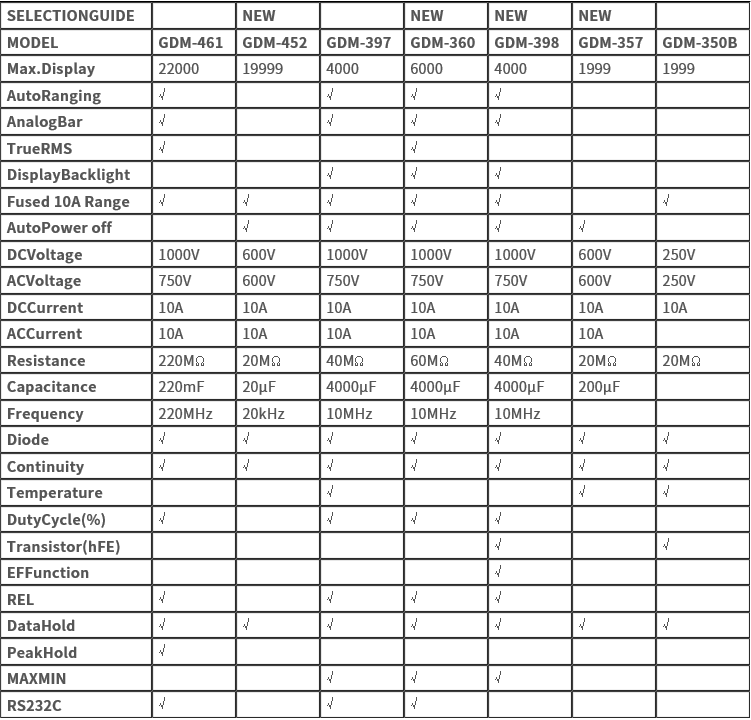 SELECTIONGUIDE NEW NEW NEW NEW
MODEL GDM-461 GDM-452 GDM-397 GDM-360 GDM-398 GDM-357 GDM-350B
Max.Display 22000 19999 4000 6000 4000 1999 1999
AutoRanging √ √ √ √
AnalogBar √ √ √ √
TrueRMS √ √
DisplayBacklight √ √ √
Fused 10A Range √ √ √ √ √ √
AutoPower off √ √ √ √ √
DCVoltage 1000V 600V 1000V 1000V 1000V 600V 250V
ACVoltage 750V 600V 750V 750V 750V 600V 250V
DCCurrent 10A 10A 10A 10A 10A 10A 10A
ACCurrent 10A 10A 10A 10A 10A 10A
Resistance 220MΩ 20MΩ 40MΩ 60MΩ 40MΩ 20MΩ 20MΩ
Capacitance 220mF 20µF 4000µF 4000µF 4000µF 200µF
Frequency 220MHz 20kHz 10MHz 10MHz 10MHz
Diode √ √ √ √ √ √ √
Continuity √ √ √ √ √ √ √
Temperature √ √ √
DutyCycle(%) √ √ √ √
Transistor(hFE) √ √
EFFunction √
REL √ √ √ √
DataHold √ √ √ √ √ √ √
PeakHold √
MAXMIN √ √ √
RS232C √ √ √